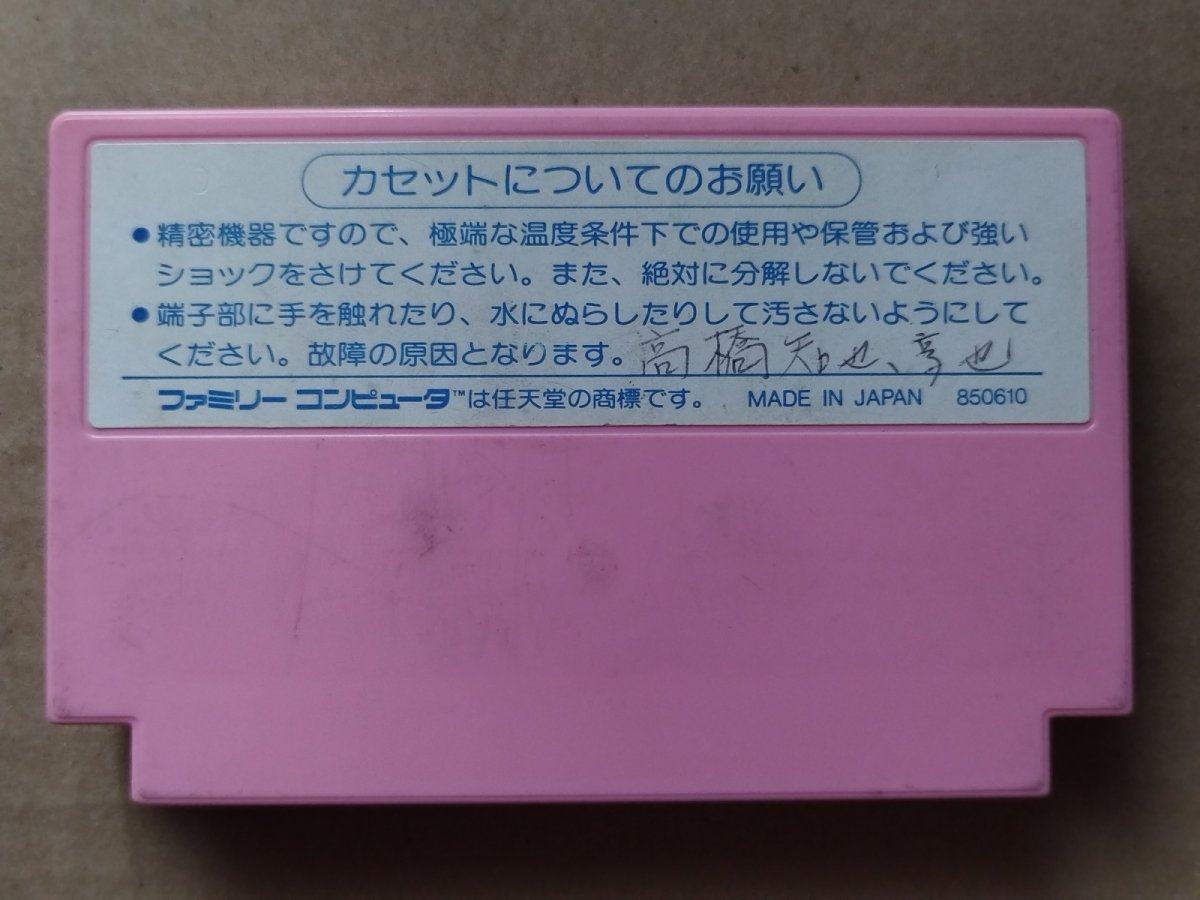 カセットについてのお願い
●精密機器ですので、極端な温度条件下での使用や保管および強い
ショックをさけてください。また、絶対に分解しないでください。
●端子部に手を触れたり、水にぬらしたりして汚さないようにして
ください。故障の原因となります。高橋知也、享也
ファミリーコンピュータ™は任天堂の商標です。 MADE IN JAPAN 850610